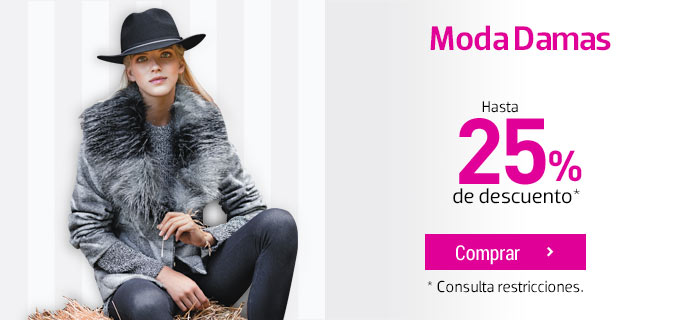 Moda Damas
Hasta
25%
de descuento*
Comprar >
* Consulta restricciones.